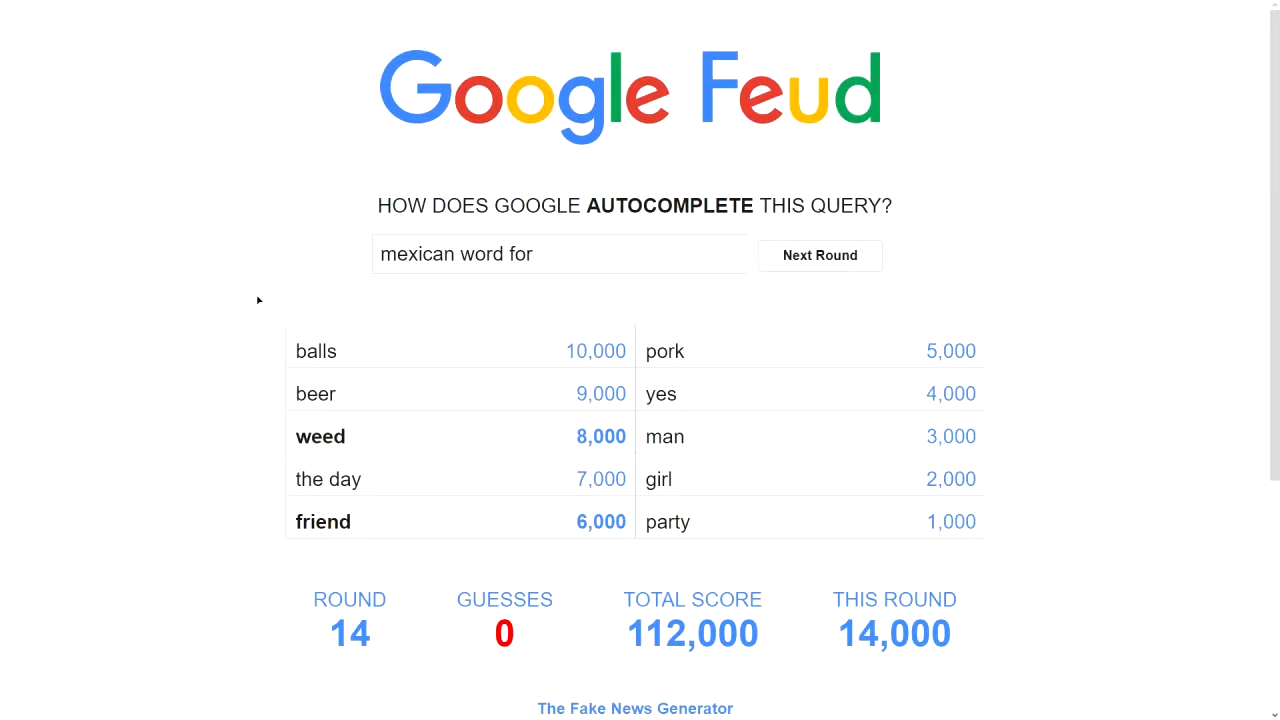 Google Feud
HOW DOES GOOGLE AUTOCOMPLETE THIS QUERY?
mexican word for
Next Round
balls 10,000 pork 5,000
beer 9,000 yes 4,000
weed 8,000 man 3,000
the day 7,000 girl 2,000
friend 6,000 party 1,000
ROUND GUESSES TOTAL SCORE THIS ROUND
14 0 112,000 14,000
The Fake News Generator